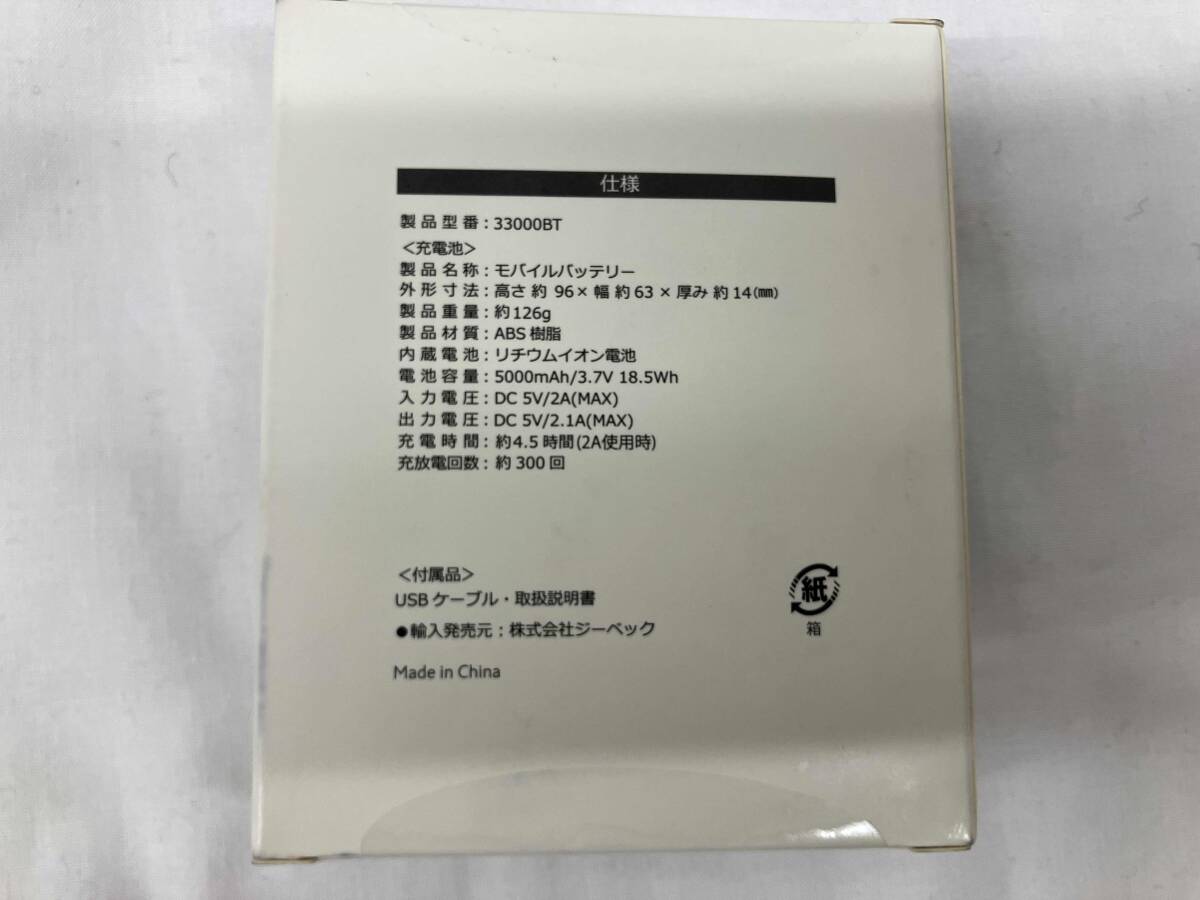 仕様
製品型番:33000BT
<充電池>
製品名称:モバイルバッテリー
外形寸法:高さ 約 96× 幅 約 63 × 厚み 約 14(㎜)
製品重量:約126g
製品材質:ABS 樹脂
内蔵電池:リチウムイオン電池
電池容量:5000mAh/3.7V 18.5Wh
入力電圧:DC 5V/2A(MAX)
出力電圧:DC 5V/2.1A(MAX)
充電時間:約4.5 時間(2A使用時)
充放電回数:約 300 回
<付属品>
USB ケーブル・取扱説明書
●輸入発売元:株式会社ジーベック
紙
箱
Made in China